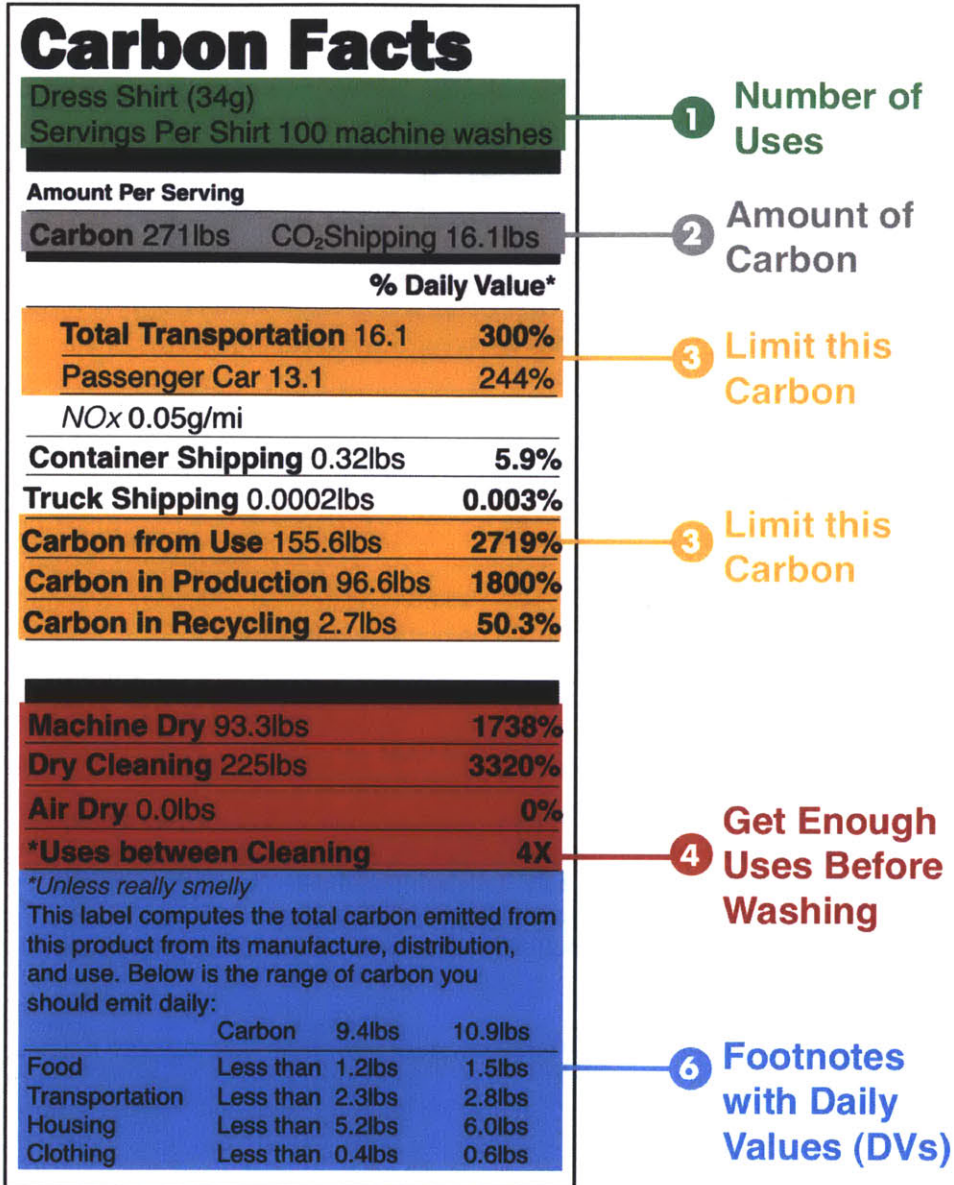 Carbon Facts
Dress Shirt (34g)
Servings Per Shirt 100 machine washes
1 Number of
Uses
Amount Per Serving
Carbon 271lbs CO₂Shipping 16.1lbs
2 Amount of
Carbon
% Daily Value*
Total Transportation 16.1 300%
Passenger Car 13.1 244%
3 Limit this
Carbon
NOx 0.05g/mi
Container Shipping 0.32lbs 5.9%
Truck Shipping 0.0002lbs 0.003%
Carbon from Use 155.6lbs 2719%
3 Limit this
Carbon
Carbon in Production 96.6lbs 1800%
Carbon in Recycling 2.7lbs 50.3%
Machine Dry 93.3lbs 1738%
Dry Cleaning 225lbs 3320%
Air Dry 0.0lbs 0%
*Uses between Cleaning 4X
4 Get Enough
Uses Before
Washing
*Unless really smelly
This label computes the total carbon emitted from
this product from its manufacture, distribution,
and use. Below is the range of carbon you
should emit daily:
Carbon 9.4lbs 10.9lbs
Food Less than 1.2lbs 1.5lbs
Transportation Less than 2.3lbs 2.8lbs
Housing Less than 5.2lbs 6.0lbs
Clothing Less than 0.4lbs 0.6lbs
6 Footnotes
with Daily
Values (DVs)